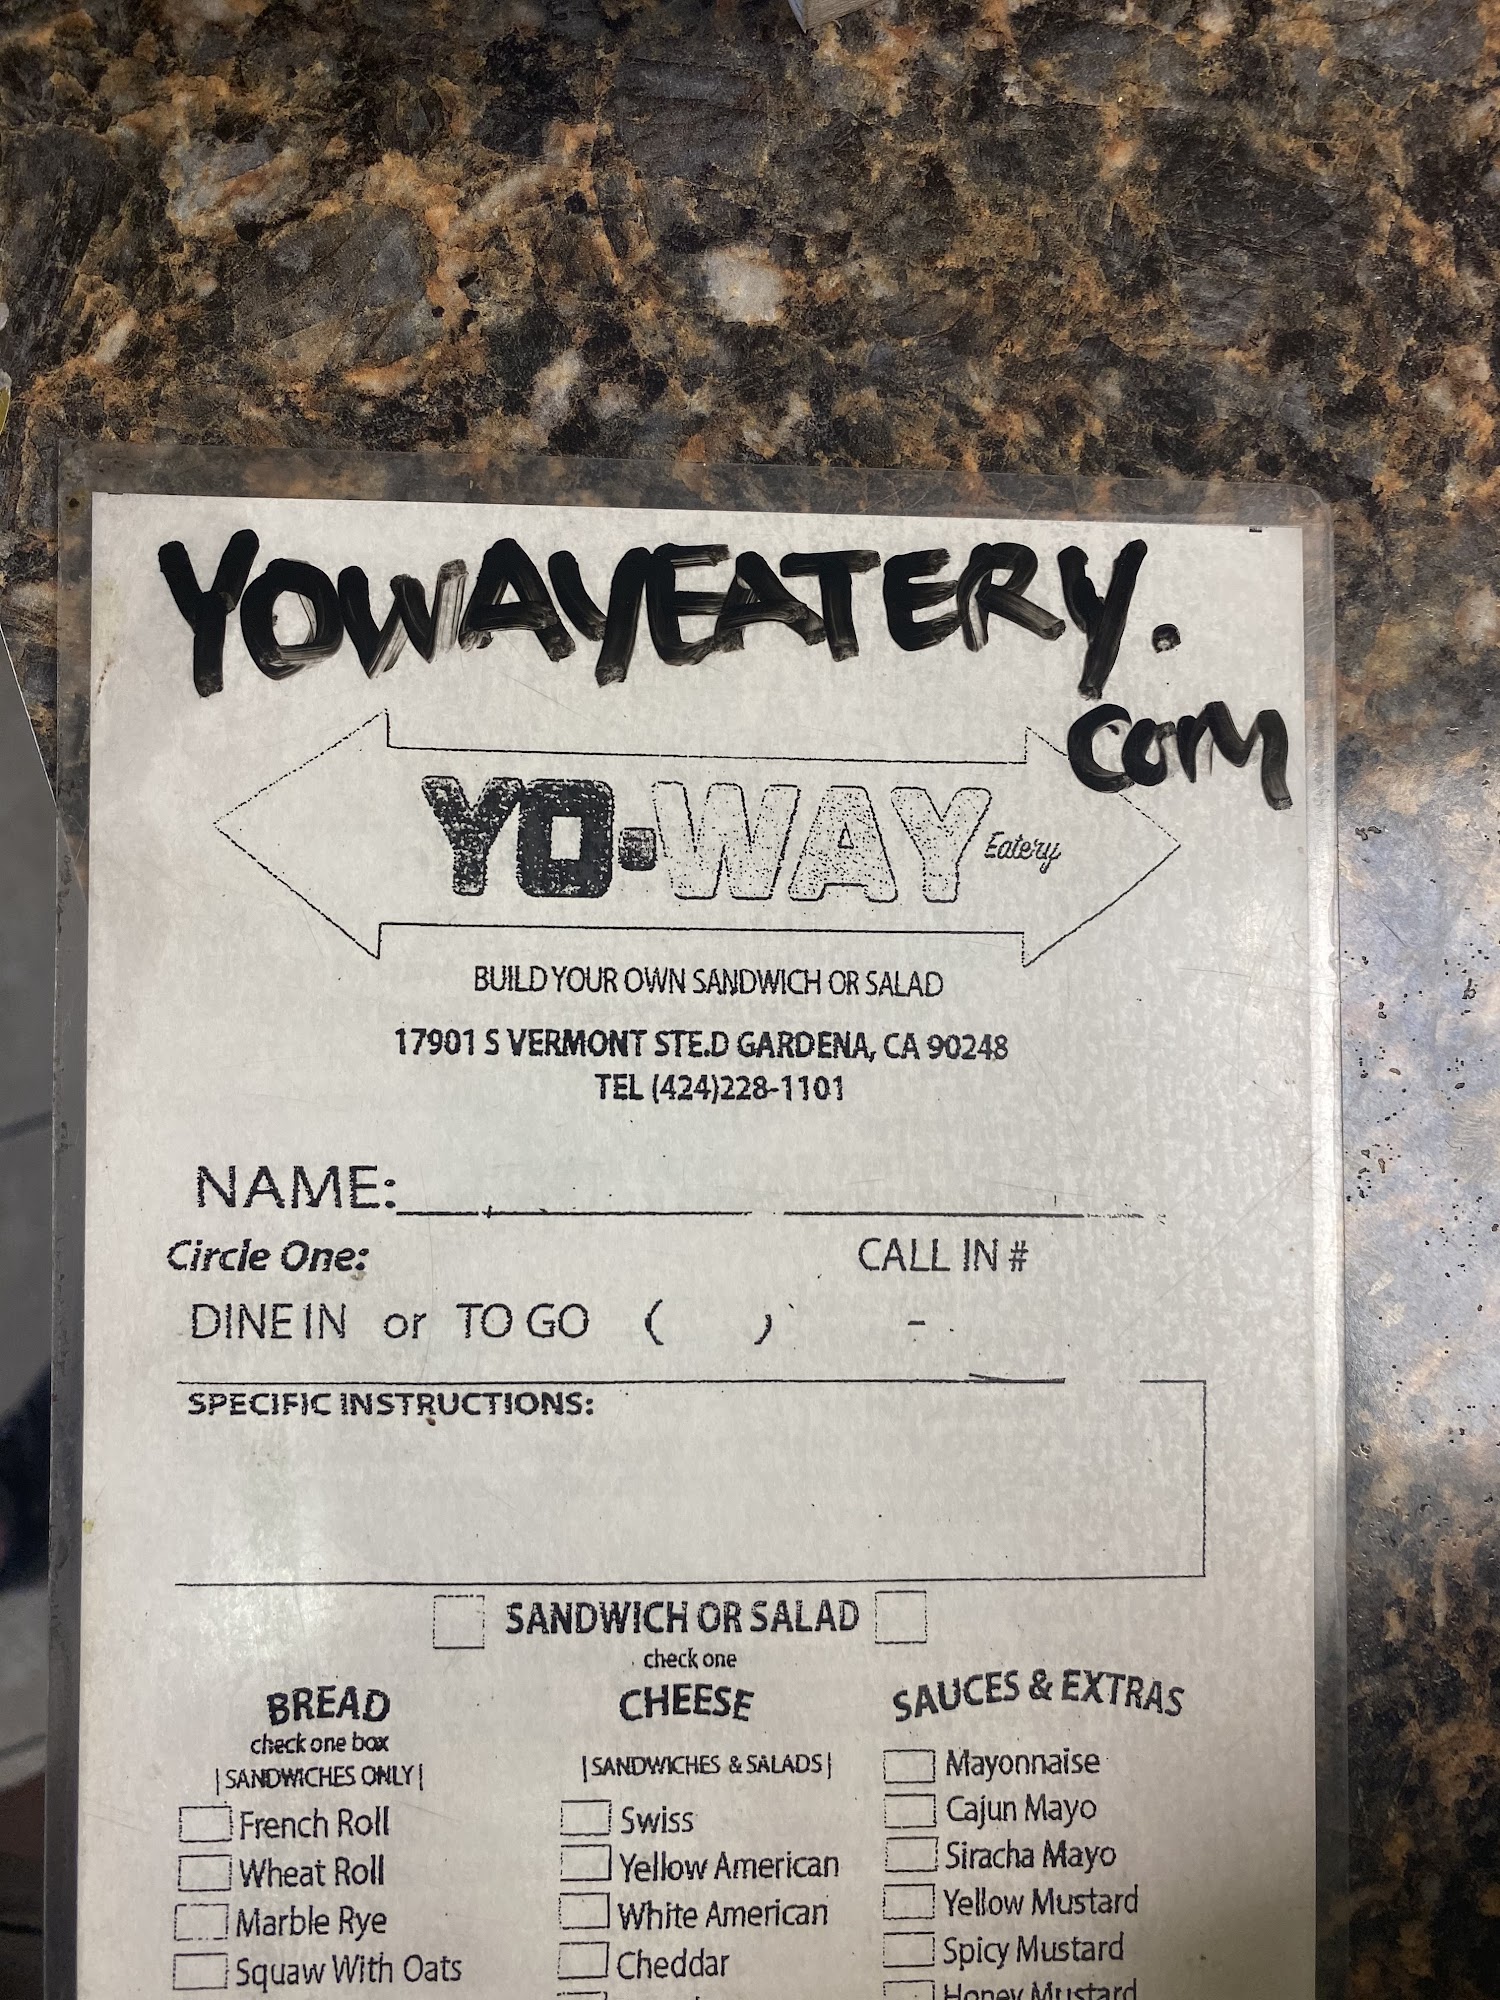 YOWAYEATERY.
com
YO-WAY Eatery
BUILD YOUR OWN SANDWICH OR SALAD
17901 S VERMONT STE.D GARDENA, CA 90248
TEL (424)228-1101
NAME:
Circle One: CALL IN #
DINE IN or TO GO ( ) -
SPECIFIC INSTRUCTIONS:
SANDWICH OR SALAD
check one
BREAD
check one box
|SANDWICHES ONLY|
French Roll
Wheat Roll
Marble Rye
Squaw With Oats
CHEESE
|SANDWICHES & SALADS|
Swiss
Yellow American
White American
Cheddar
SAUCES & EXTRAS
Mayonnaise
Cajun Mayo
Siracha Mayo
Yellow Mustard
Spicy Mustard
Honey Mustard